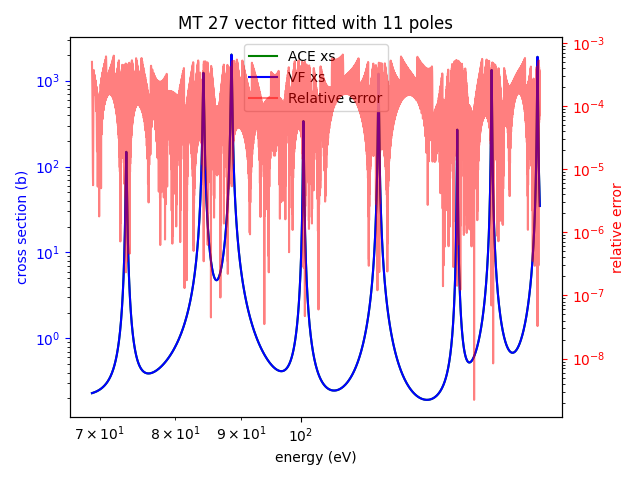 MT 27 vector fitted with 11 poles
ACE xs
VF xs
Relative error
cross section (b)
10³
10²
10¹
10⁰
relative error
10⁻³
10⁻⁴
10⁻⁵
10⁻⁶
10⁻⁷
10⁻⁸
7 × 10¹ 8 × 10¹ 9 × 10¹ 10²
energy (eV)